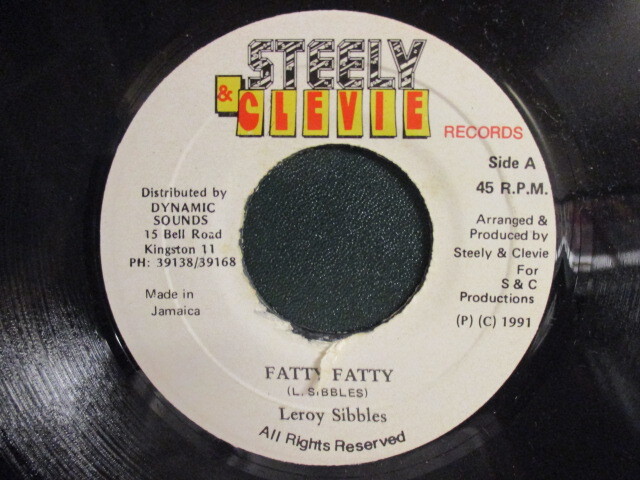 STEELY
& CLEVIE
RECORDS
Side A
45 R.P.M.
Distributed by
DYNAMIC
SOUNDS
15 Bell Road
Kingston 11
PH: 39138/39168
Made in
Jamaica
Arranged &
Produced by
Steely & Clevie
For
S & C
Productions
(P) (C) 1991
FATTY FATTY
(L. SIBBLES)
Leroy Sibbles
All Rights Reserved